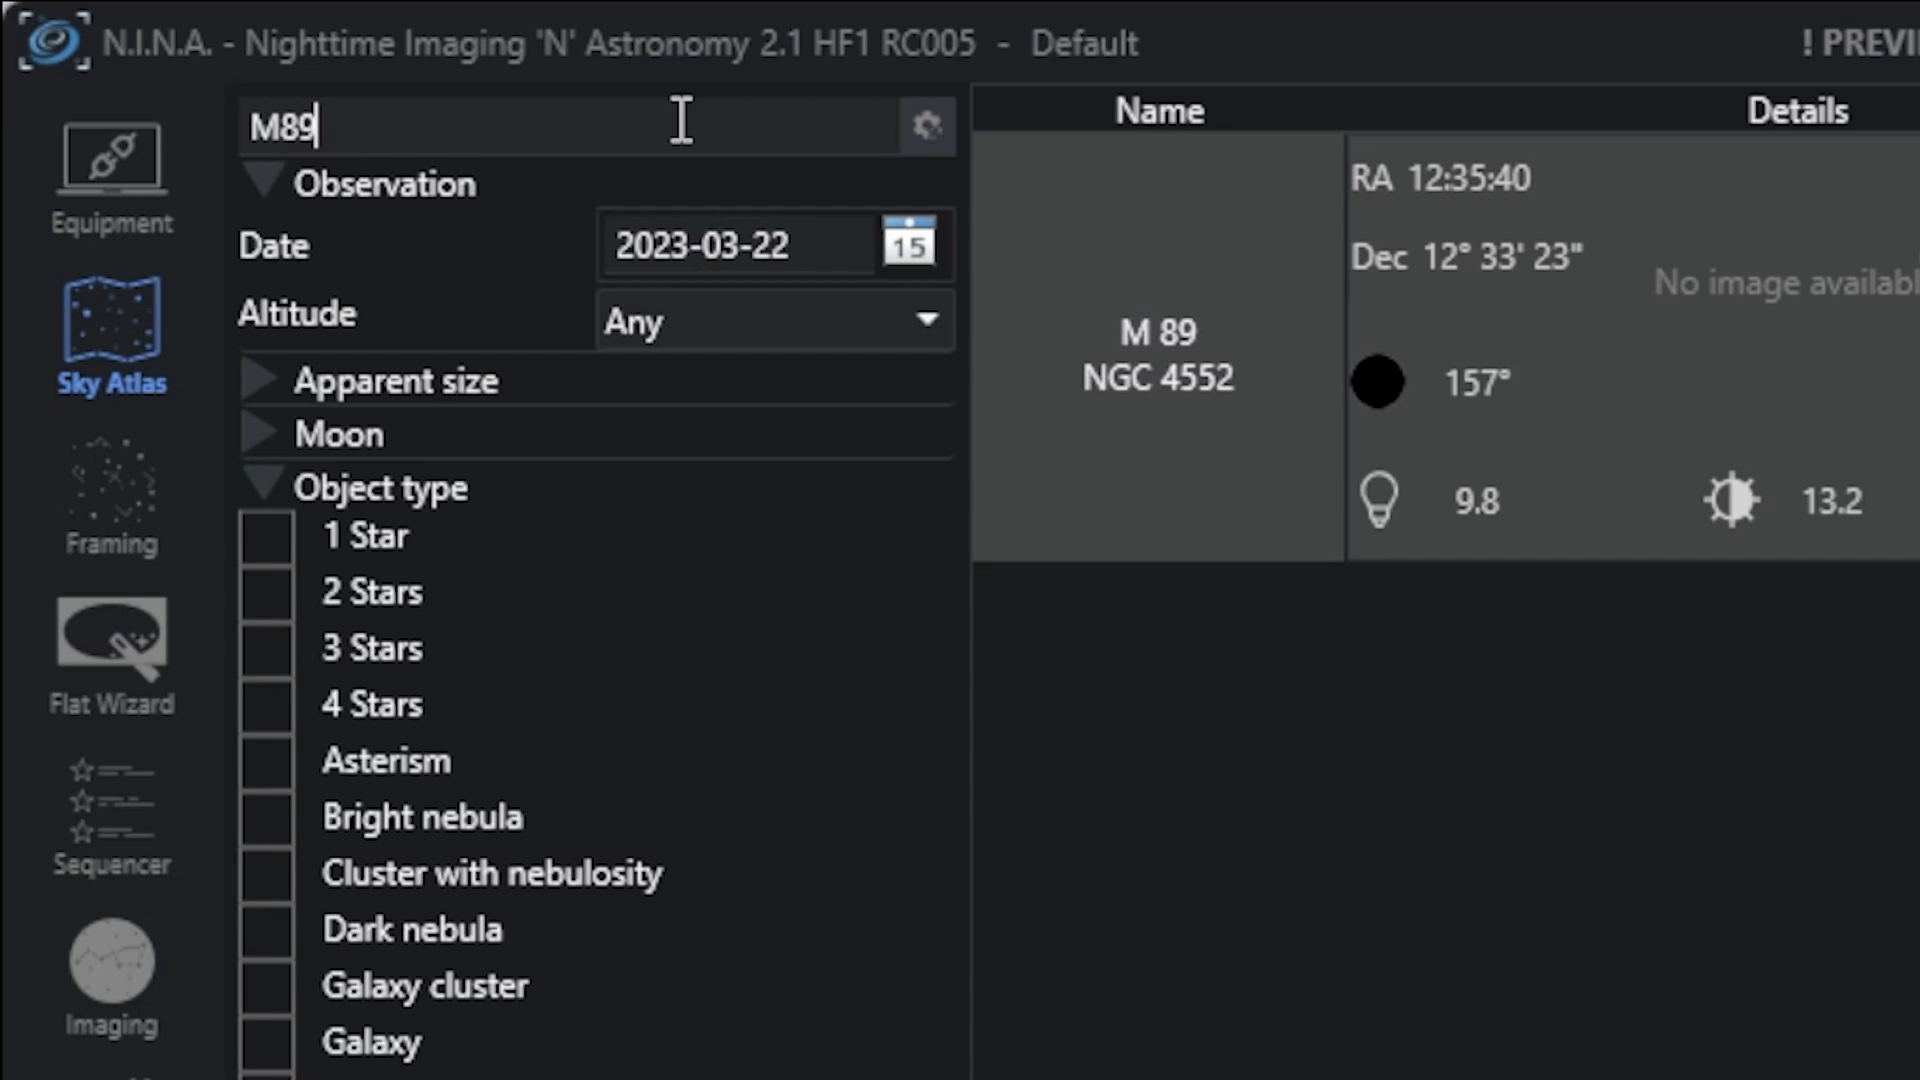 N.I.N.A. - Nighttime Imaging 'N' Astronomy 2.1 HF1 RC005 - Default
! PREVI
Equipment
Sky Atlas
Framing
Flat Wizard
Sequencer
Imaging
M89
Observation
Date
2023-03-22
15
Altitude
Any
Apparent size
Moon
Object type
1 Star
2 Stars
3 Stars
4 Stars
Asterism
Bright nebula
Cluster with nebulosity
Dark nebula
Galaxy cluster
Galaxy
Name
Details
M 89
NGC 4552
RA 12:35:40
Dec 12° 33' 23"
No image availabl
157°
9.8
13.2